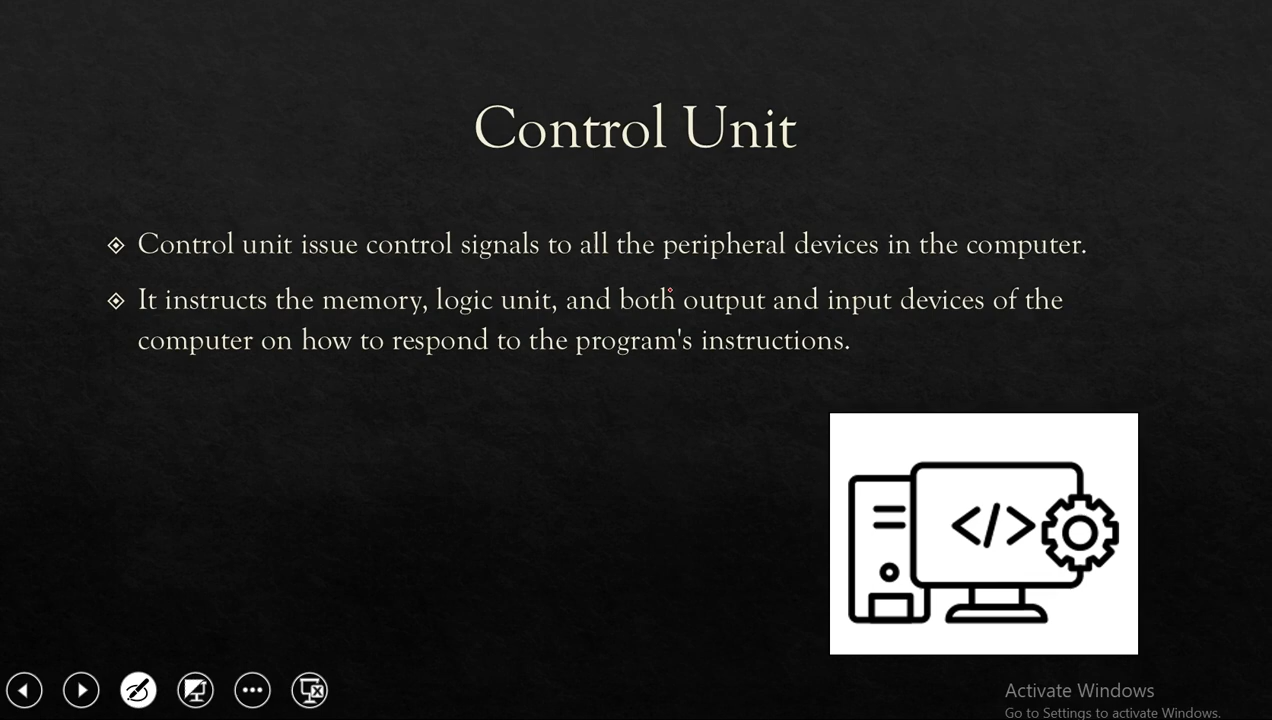 Control Unit
Control unit issue control signals to all the peripheral devices in the computer.
It instructs the memory, logic unit, and both output and input devices of the
computer on how to respond to the program's instructions.
</>
Activate Windows
Go to Settings to activate Windows.